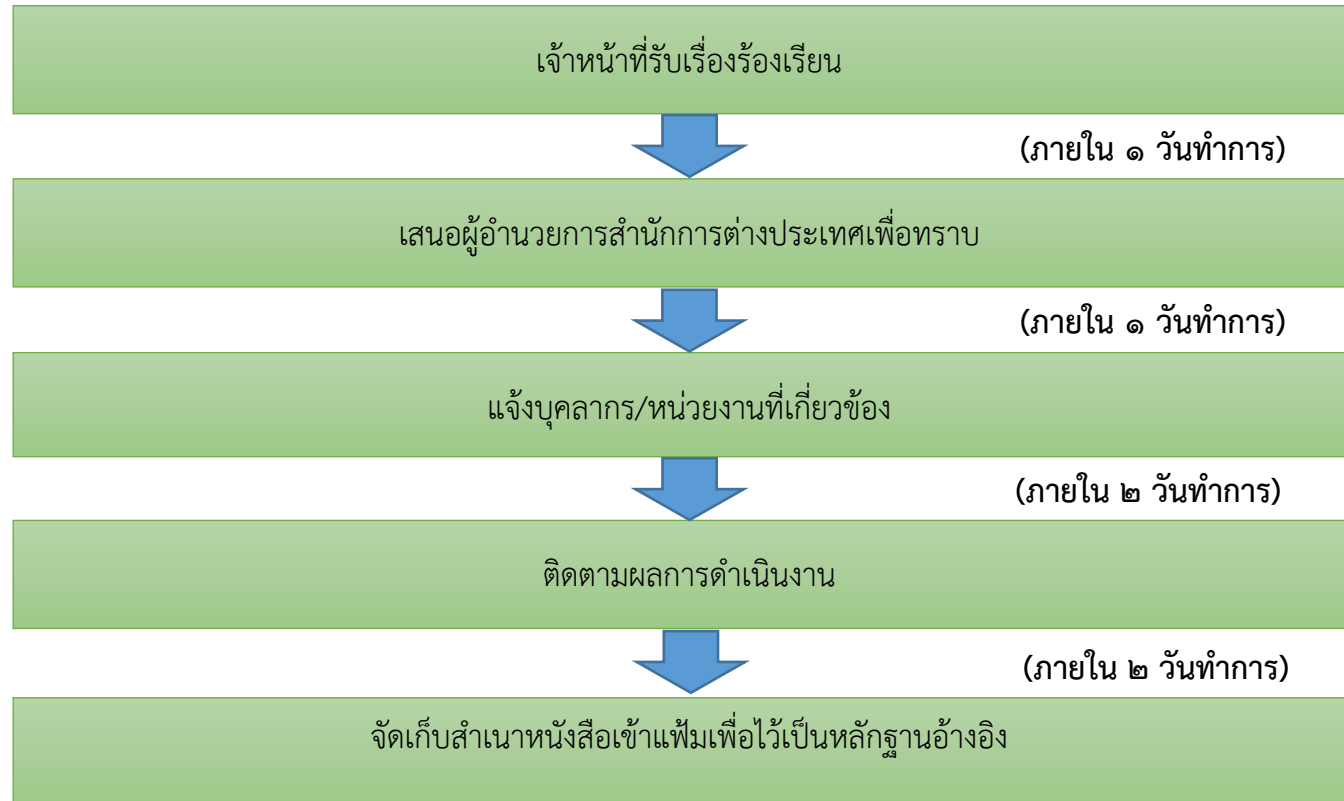 เจ้าหน้าที่รับเรื่องร้องเรียน
(ภายใน ๑ วันทำการ)
เสนอผู้อำนวยการสำนักการต่างประเทศเพื่อทราบ
(ภายใน ๑ วันทำการ)
แจ้งบุคลากร/หน่วยงานที่เกี่ยวข้อง
(ภายใน ๒ วันทำการ)
ติดตามผลการดำเนินงาน
(ภายใน ๒ วันทำการ)
จัดเก็บสำเนาหนังสือเข้าแฟ้มเพื่อไว้เป็นหลักฐานอ้างอิง